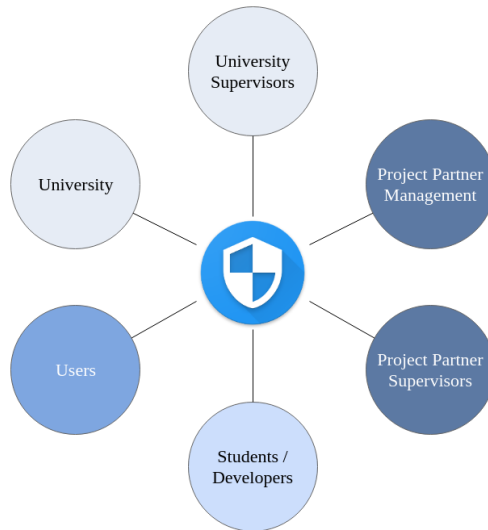 University
Supervisors
University
Project Partner
Management
Users
Project Partner
Supervisors
Students /
Developers